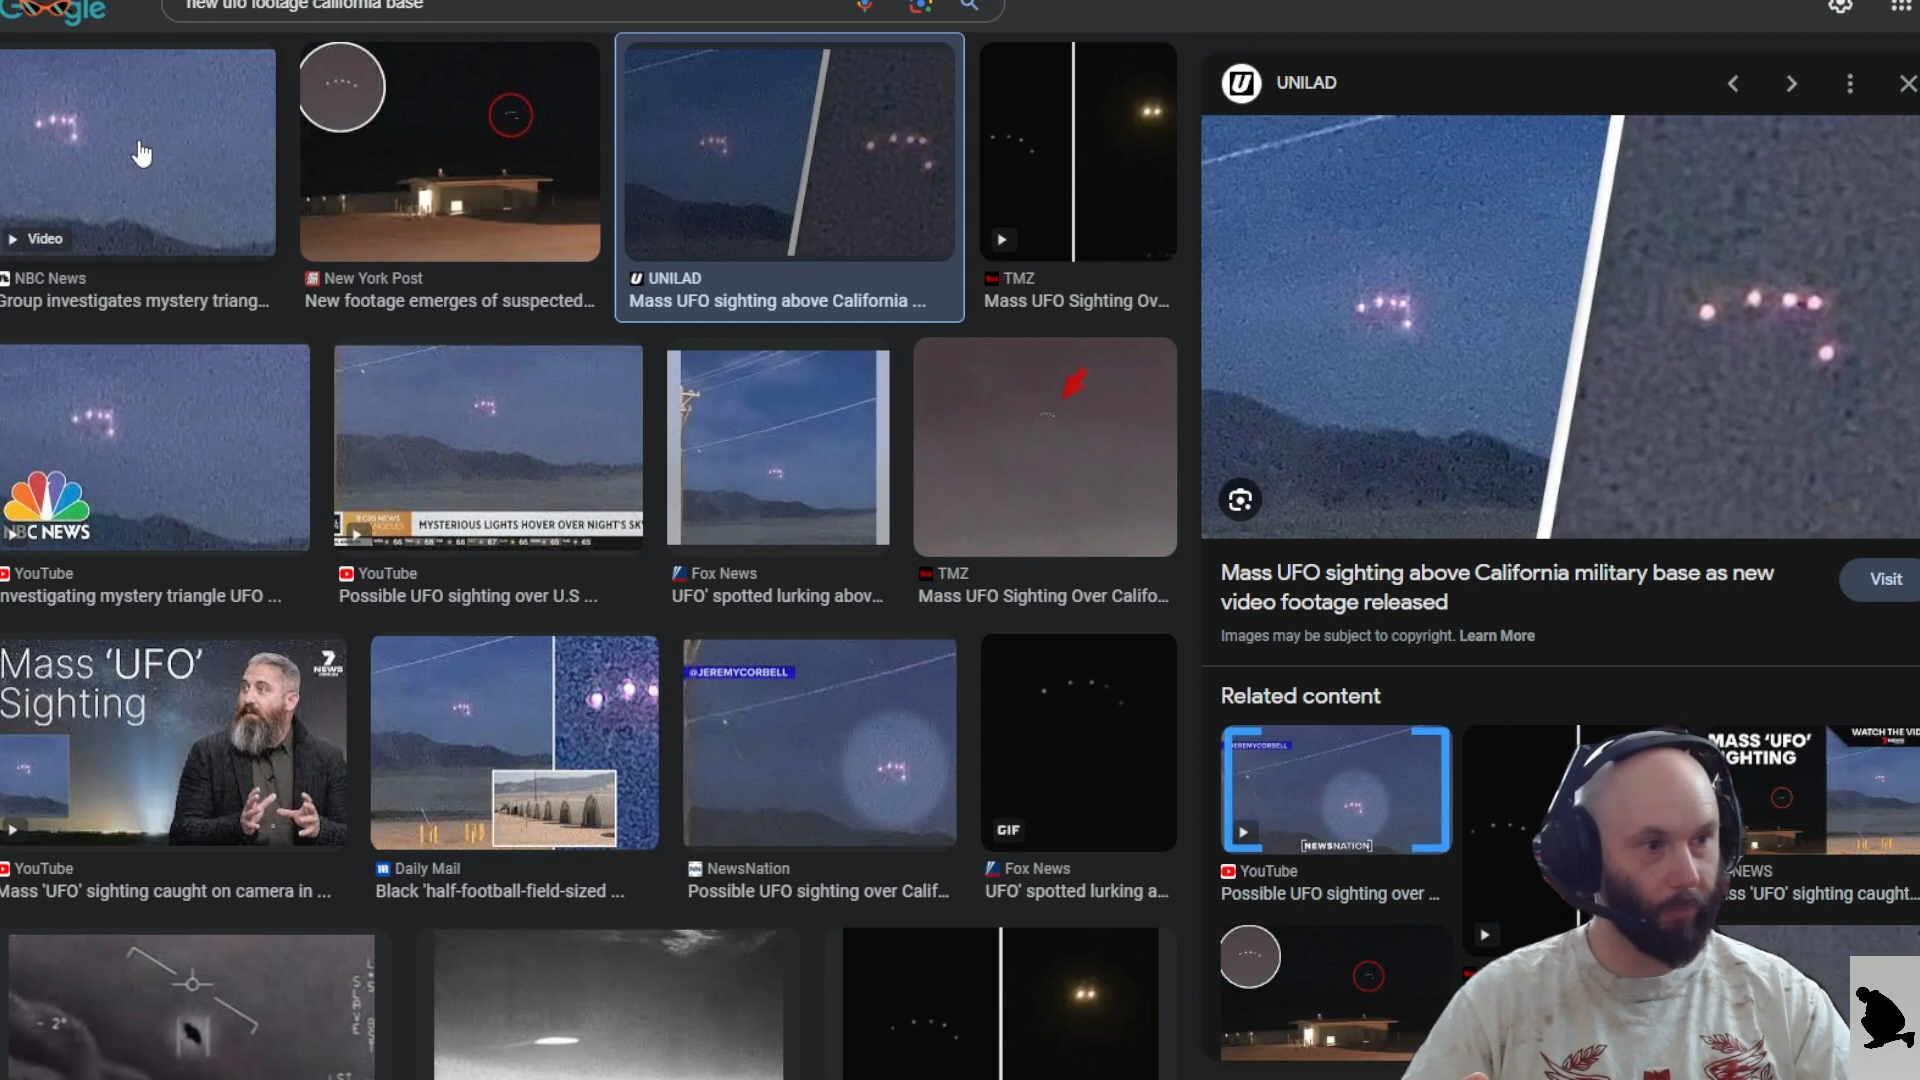 Google
new ufo footage california base
UNILAD
Video
NBC News
Group investigates mystery triang...
New York Post
New footage emerges of suspected...
UNILAD
Mass UFO sighting above California ...
TMZ
Mass UFO Sighting Ov...
NBC NEWS
CBS NEWS
MYSTERIOUS LIGHTS HOVER OVER NIGHT'S SK
YouTube
nvestigating mystery triangle UFO ...
YouTube
Possible UFO sighting over U.S ...
Fox News
UFO' spotted lurking abov...
TMZ
Mass UFO Sighting Over Califo...
Mass UFO sighting above California military base as new
video footage released
Visit
Images may be subject to copyright. Learn More
Related content
Mass 'UFO'
Sighting
7
NEWS
YouTube
Mass 'UFO' sighting caught on camera in ...
Daily Mail
Black 'half-football-field-sized ...
@JEREMYCORBELL
NewsNation
Possible UFO sighting over Calif...
GIF
Fox News
UFO' spotted lurking a...
JEREMYCORBELL
NEWSNATION
YouTube
Possible UFO sighting over ...
MASS 'UFO'
GHTING
WATCH THE VID
NEWS
ss 'UFO' sighting caught...
- 2°